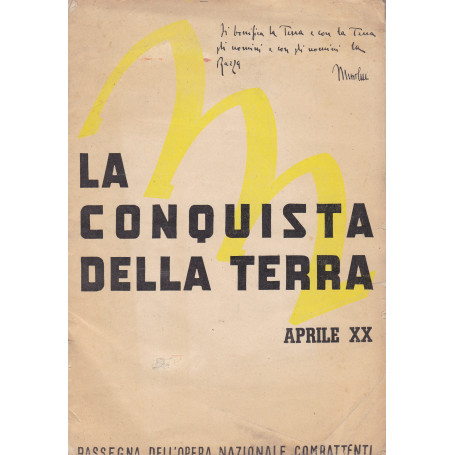 Si bonifica la Terra e con la Terra
gli uomini e con gli uomini la
Razza
Mussolini
LA
CONQUISTA
DELLA TERRA
APRILE XX
RASSEGNA DELL'OPERA NAZIONALE COMBATTENTI